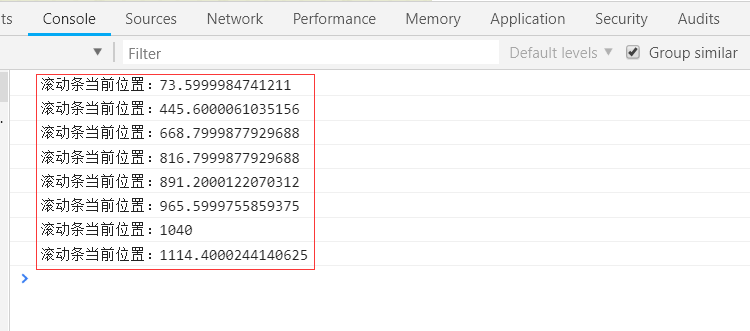 ts Console Sources Network Performance Memory Application Security Audits
Filter Default levels Group similar
滚动条当前位置：73.5999984741211
滚动条当前位置：445.6000061035156
滚动条当前位置：668.7999877929688
滚动条当前位置：816.7999877929688
滚动条当前位置：891.2000122070312
滚动条当前位置：965.5999755859375
滚动条当前位置：1040
滚动条当前位置：1114.4000244140625